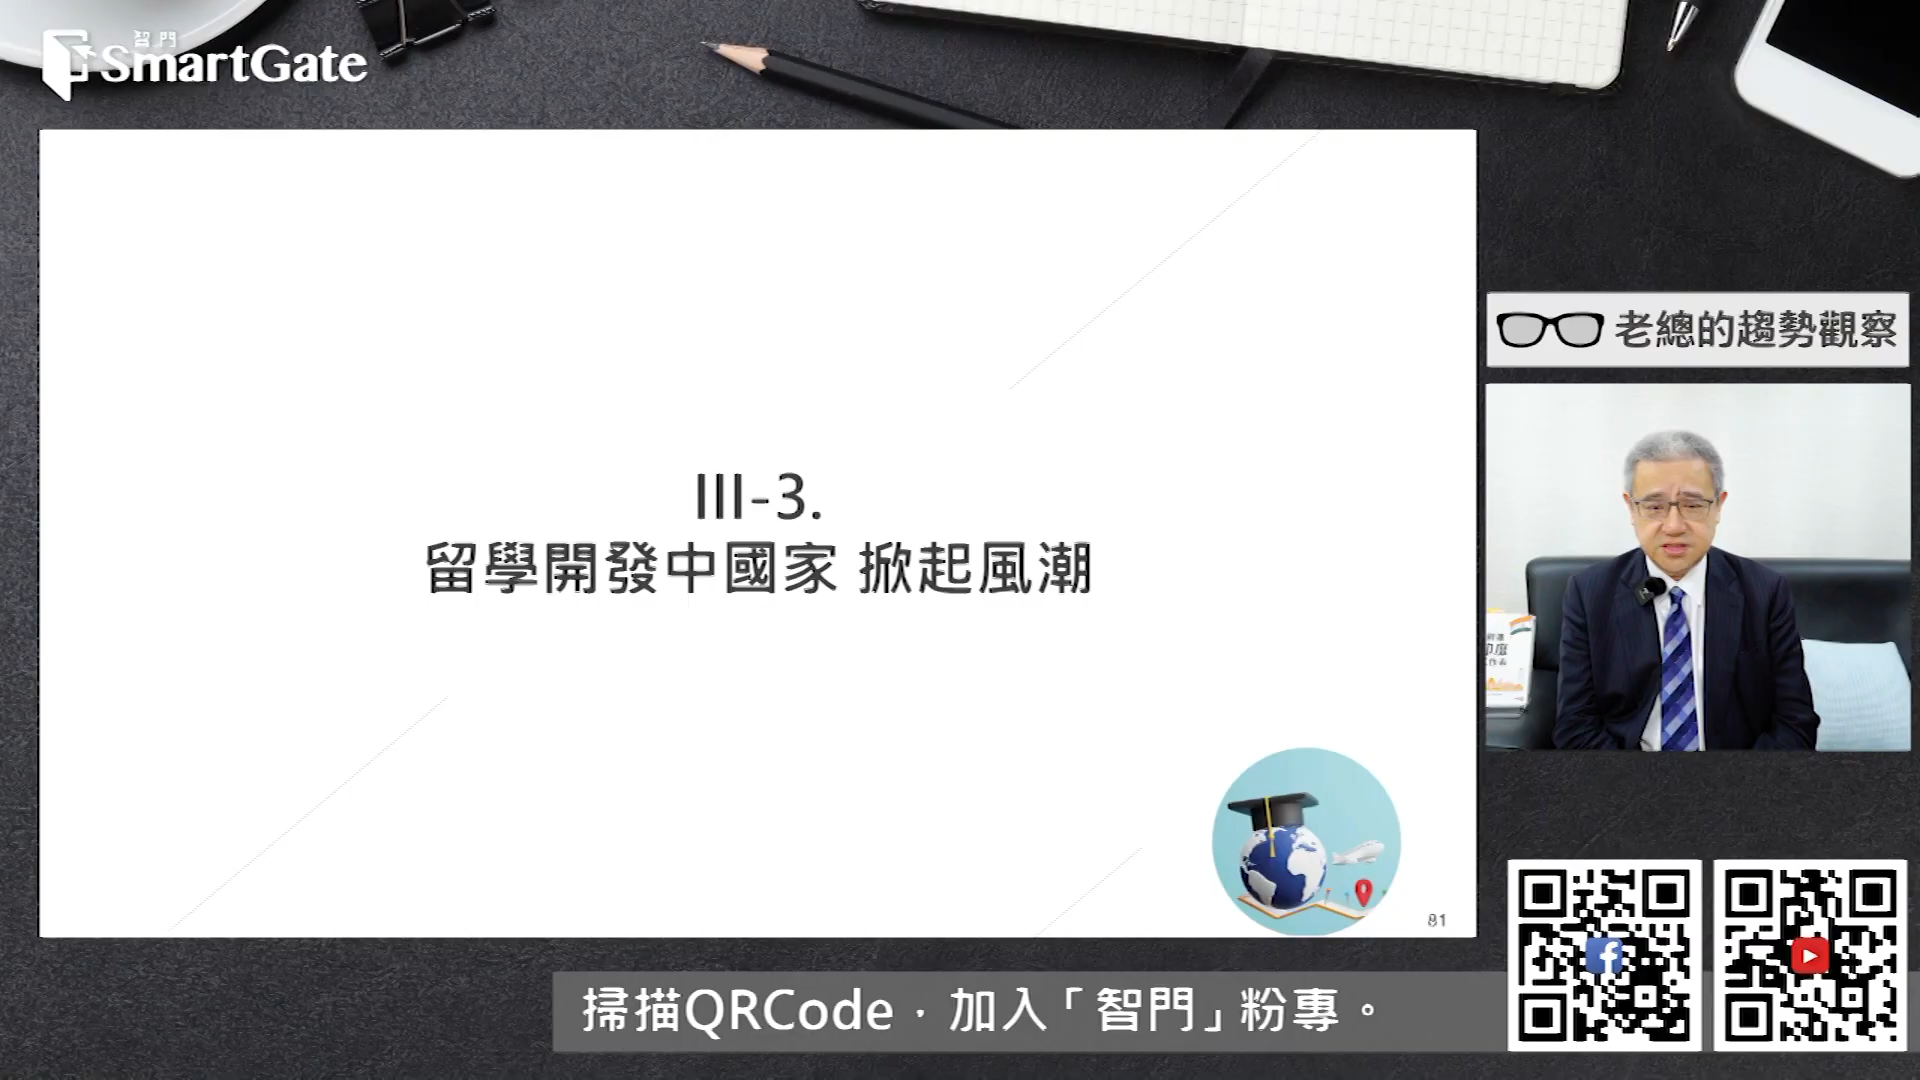 智門
SmartGate
III-3.
留學開發中國家 掀起風潮
81
老總的趨勢觀察
印度
掃描QRCode，加入「智門」粉專。